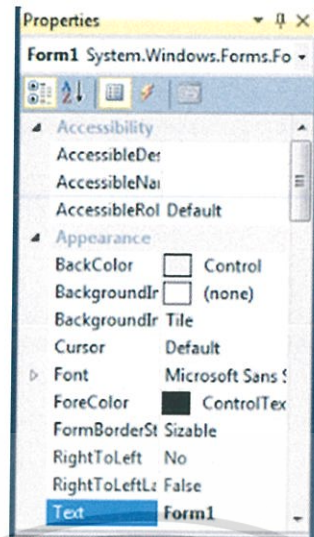 Properties
Form1 System.Windows.Forms.Fo
Accessibility
AccessibleDes
AccessibleNai
AccessibleRol Default
Appearance
BackColor Control
BackgroundIr (none)
BackgroundIr Tile
Cursor Default
Font Microsoft Sans S
ForeColor ControlTex
FormBorderSt Sizable
RightToLeft No
RightToLeftLa False
Text Form1